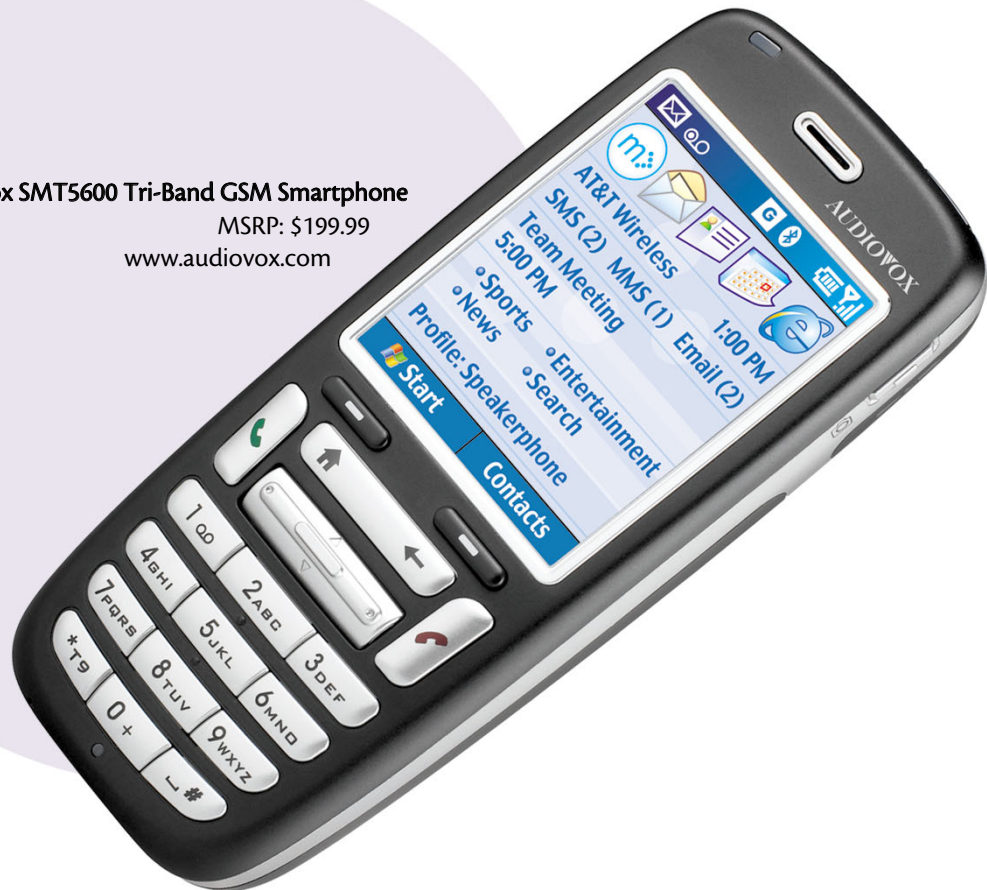 ox SMT5600 Tri-Band GSM Smartphone
MSRP: $199.99
www.audiovox.com
AUDIOVOX
G
m
AT&T Wireless 1:00 PM
SMS (2) MMS (1) Email (2)
Team Meeting
5:00 PM
•Sports •Entertainment
•News •Search
Profile: Speakerphone
Start Contacts
1 2ABC 3DEF
4GHI 5JKL 6MNO
7PQRS 8TUV 9WXYZ
*T9 0+ #